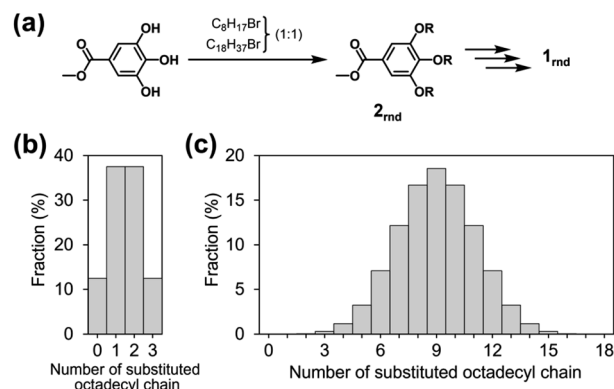 (a)
O
O
OH
OH
OH
C8H17Br
C18H37Br
(1:1)
O
O
OR
OR
OR
2rnd
1rnd
(b)
Fraction (%)
40
30
20
10
0
0 1 2 3
Number of substituted
octadecyl chain
(c)
Fraction (%)
20
15
10
5
0
0 3 6 9 12 15 18
Number of substituted octadecyl chain